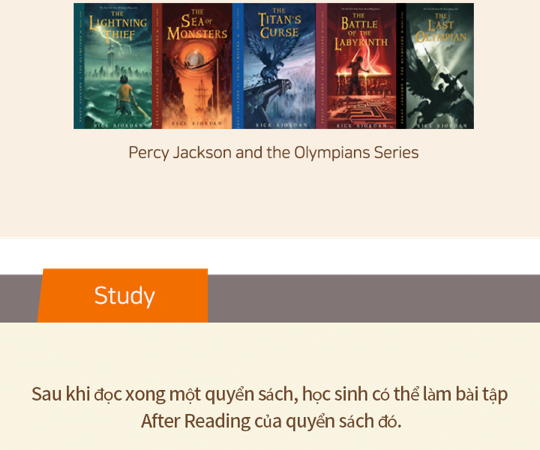 THE LIGHTNING THIEF
THE SEA OF MONSTERS
THE TITAN'S CURSE
THE BATTLE OF THE LABYRINTH
THE LAST OLYMPIAN
RICK RIORDAN
RICK RIORDAN
RICK RIORDAN
RICK RIORDAN
RICK RIORDAN
Percy Jackson and the Olympians Series
Study
Sau khi đọc xong một quyển sách, học sinh có thể làm bài tập
After Reading của quyển sách đó.